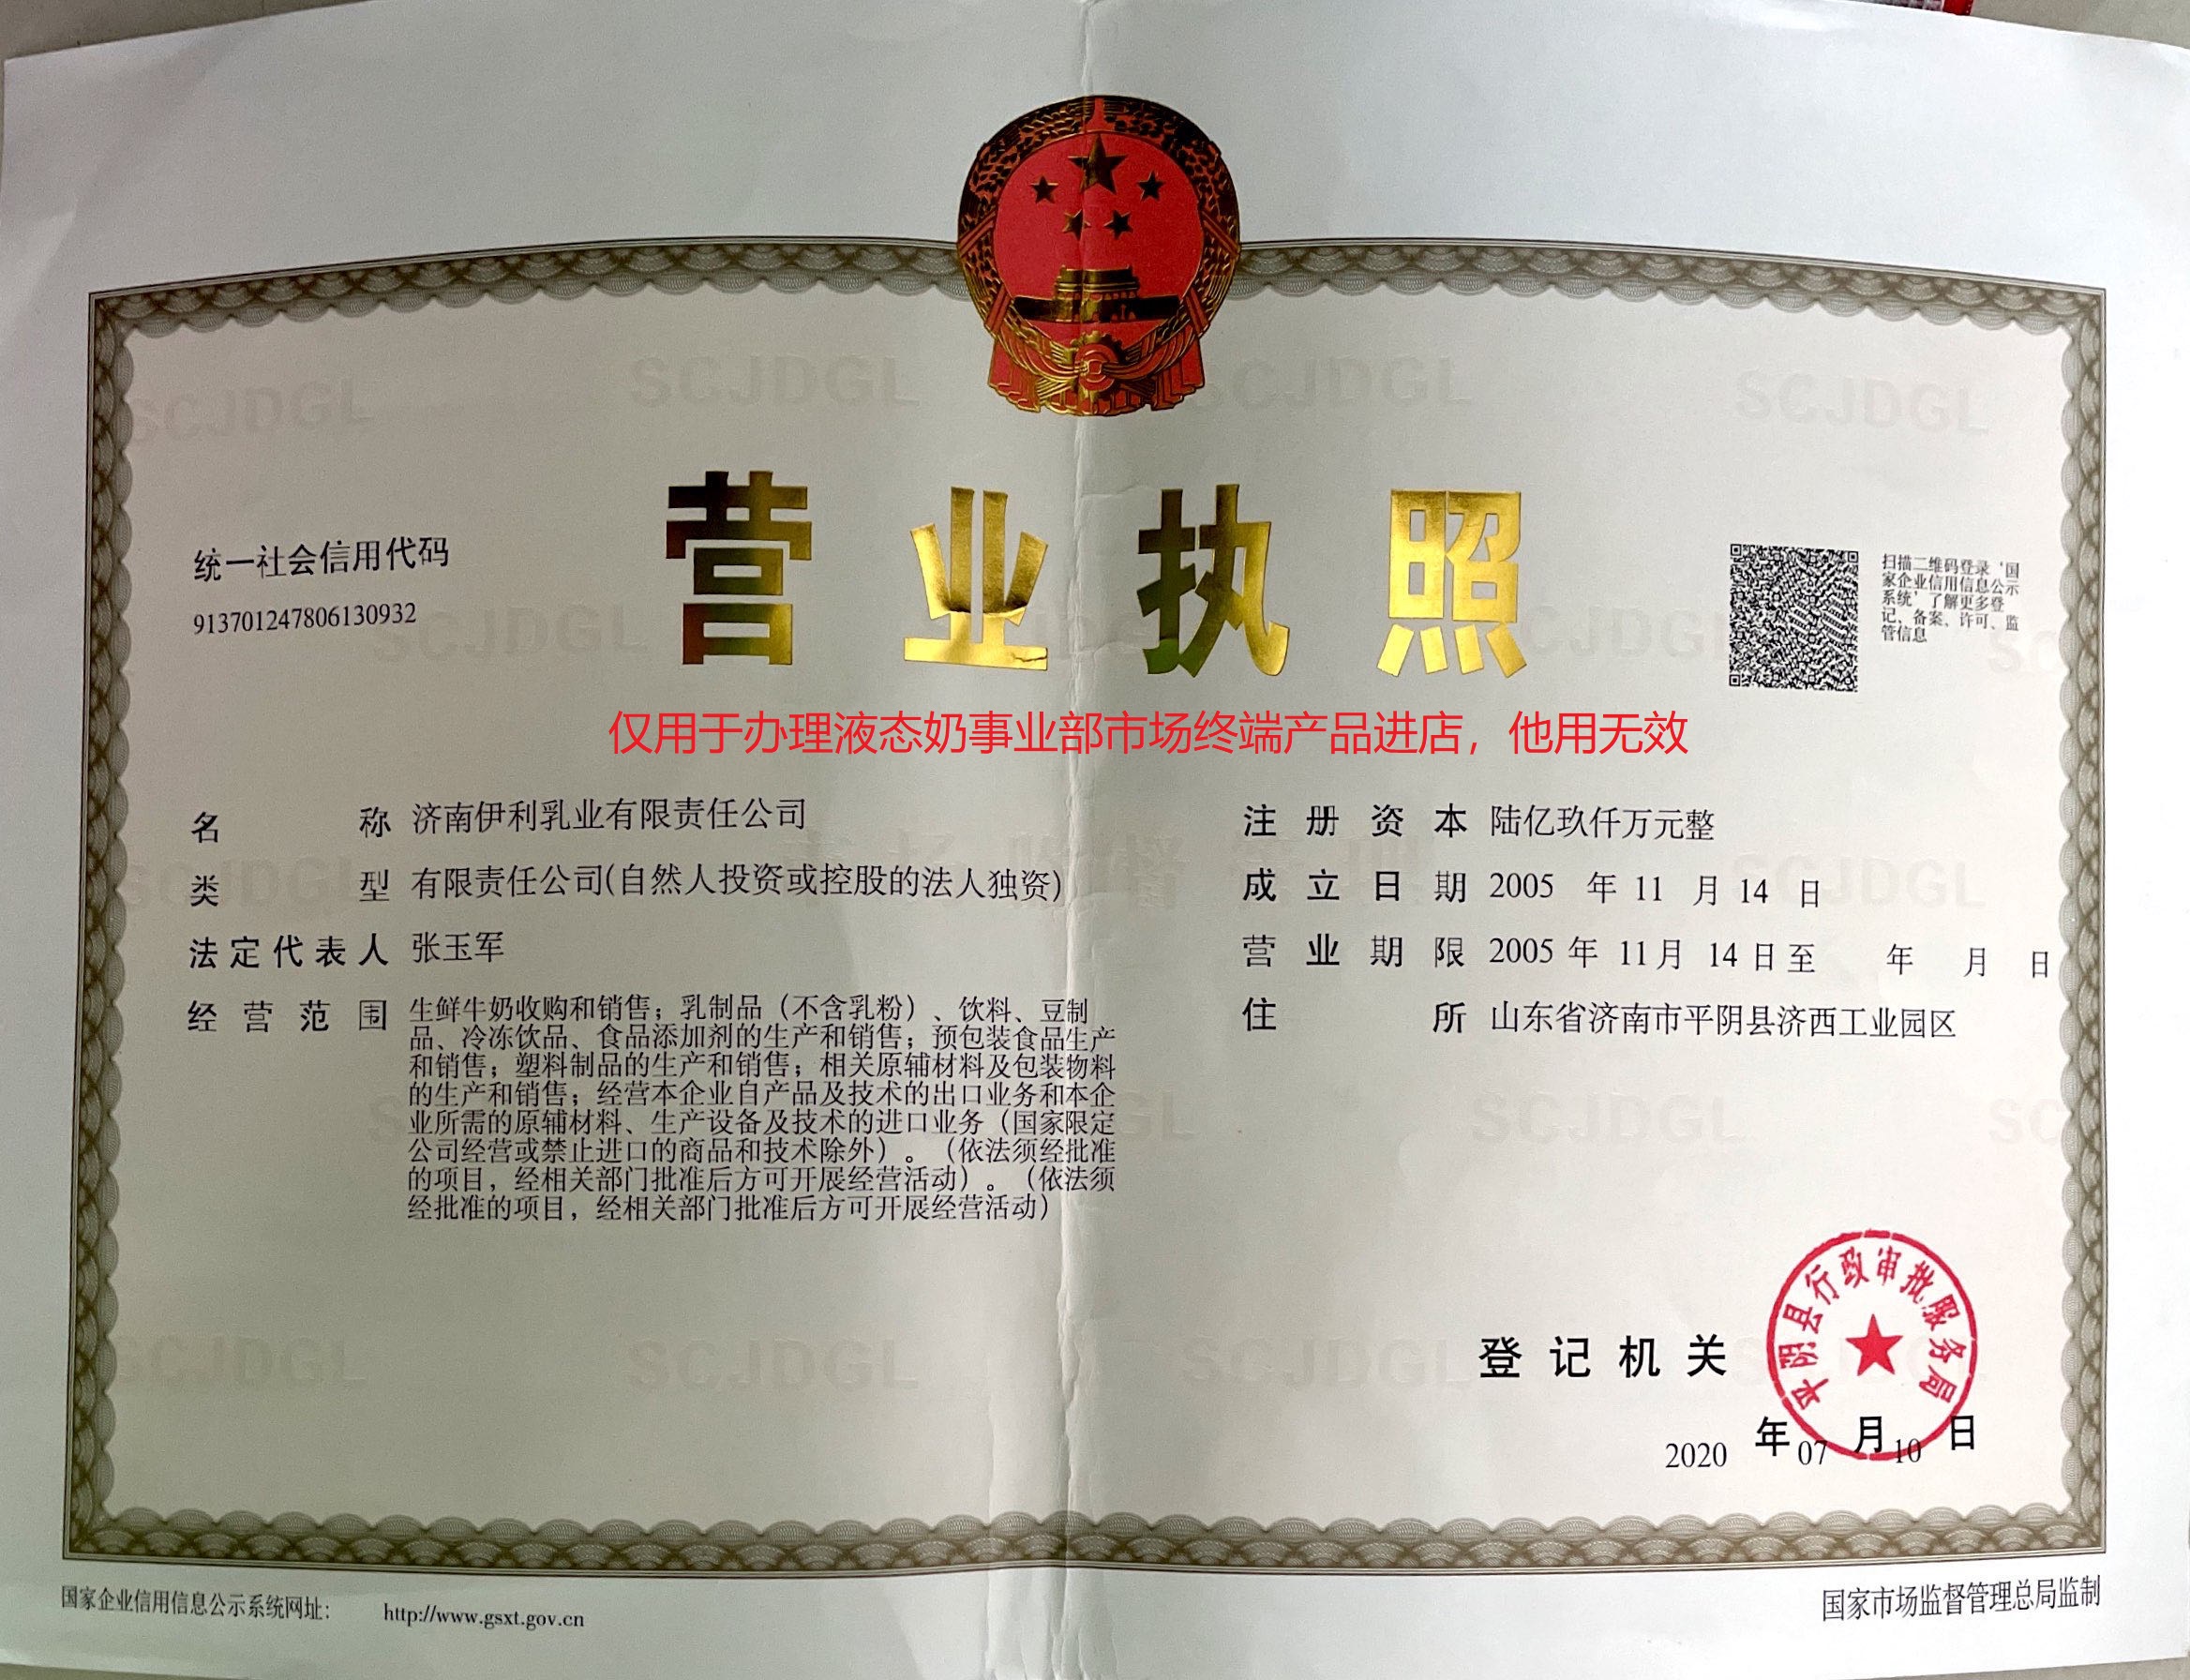 SCJDGL SCJDGL SCJDGL SCJDGL
营业执照
统一社会信用代码
913701247806130932
扫描二维码登录‘国
家企业信用信息公示
系统’了解更多登
记、备案、许可、监
管信息
仅用于办理液态奶事业部市场终端产品进店，他用无效
名称 济南伊利乳业有限责任公司
类型 有限责任公司(自然人投资或控股的法人独资)
法定代表人 张玉军
经营范围 生鲜牛奶收购和销售；乳制品（不含乳粉）、饮料、豆制
品、冷冻饮品、食品添加剂的生产和销售；预包装食品生产
和销售；塑料制品的生产和销售；相关原辅材料及包装物料
的生产和销售；经营本企业自产品及技术的出口业务和本企
业所需的原辅材料、生产设备及技术的进口业务（国家限定
公司经营或禁止进口的商品和技术除外）。（依法须经批准
的项目，经相关部门批准后方可开展经营活动）。（依法须
经批准的项目，经相关部门批准后方可开展经营活动）
注册资本 陆亿玖仟万元整
成立日期 2005 年 11 月 14 日
营业期限 2005 年 11月 14 日 至 年 月 日
住所 山东省济南市平阴县济西工业园区
登记机关
平阴县行政审批服务局
2020 年 07 月 10 日
国家企业信用信息公示系统网址： http://www.gsxt.gov.cn
国家市场监督管理总局监制